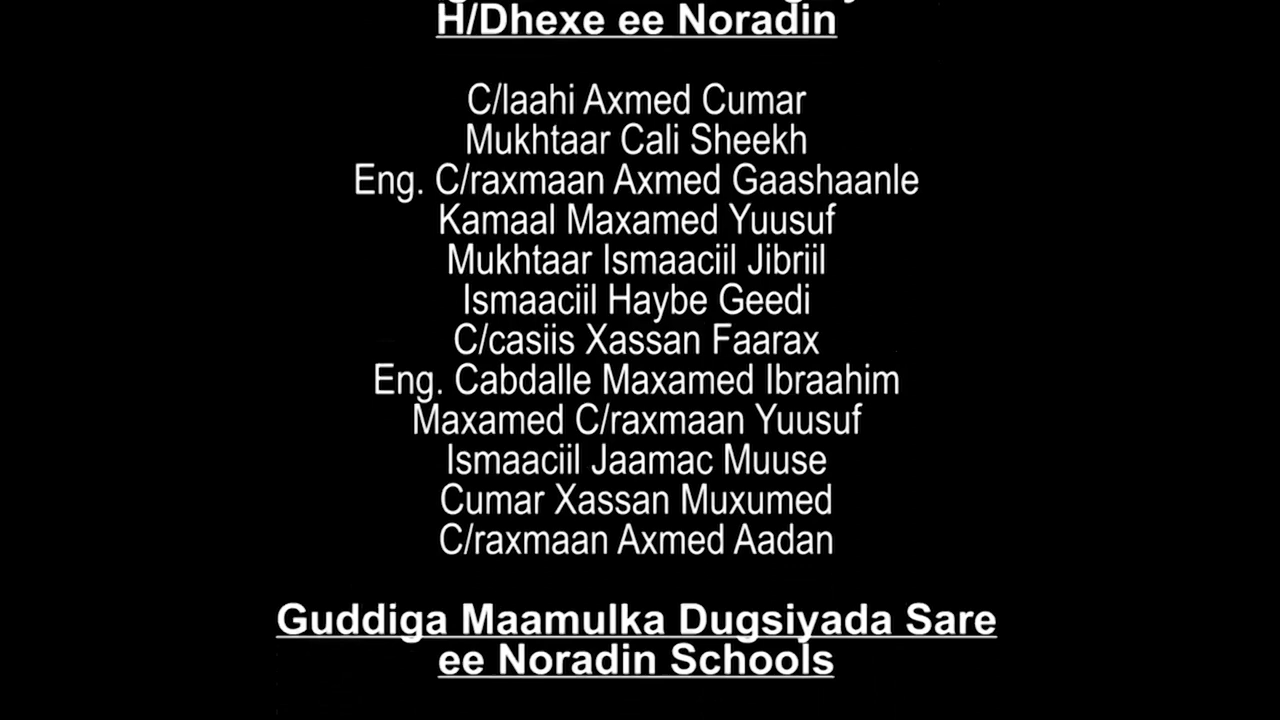 H/Dhexe ee Noradin
C/laahi Axmed Cumar
Mukhtaar Cali Sheekh
Eng. C/raxmaan Axmed Gaashaanle
Kamaal Maxamed Yuusuf
Mukhtaar Ismaaciil Jibriil
Ismaaciil Haybe Geedi
C/casiis Xassan Faarax
Eng. Cabdalle Maxamed Ibraahim
Maxamed C/raxmaan Yuusuf
Ismaaciil Jaamac Muuse
Cumar Xassan Muxumed
C/raxmaan Axmed Aadan
Guddiga Maamulka Dugsiyada Sare
ee Noradin Schools